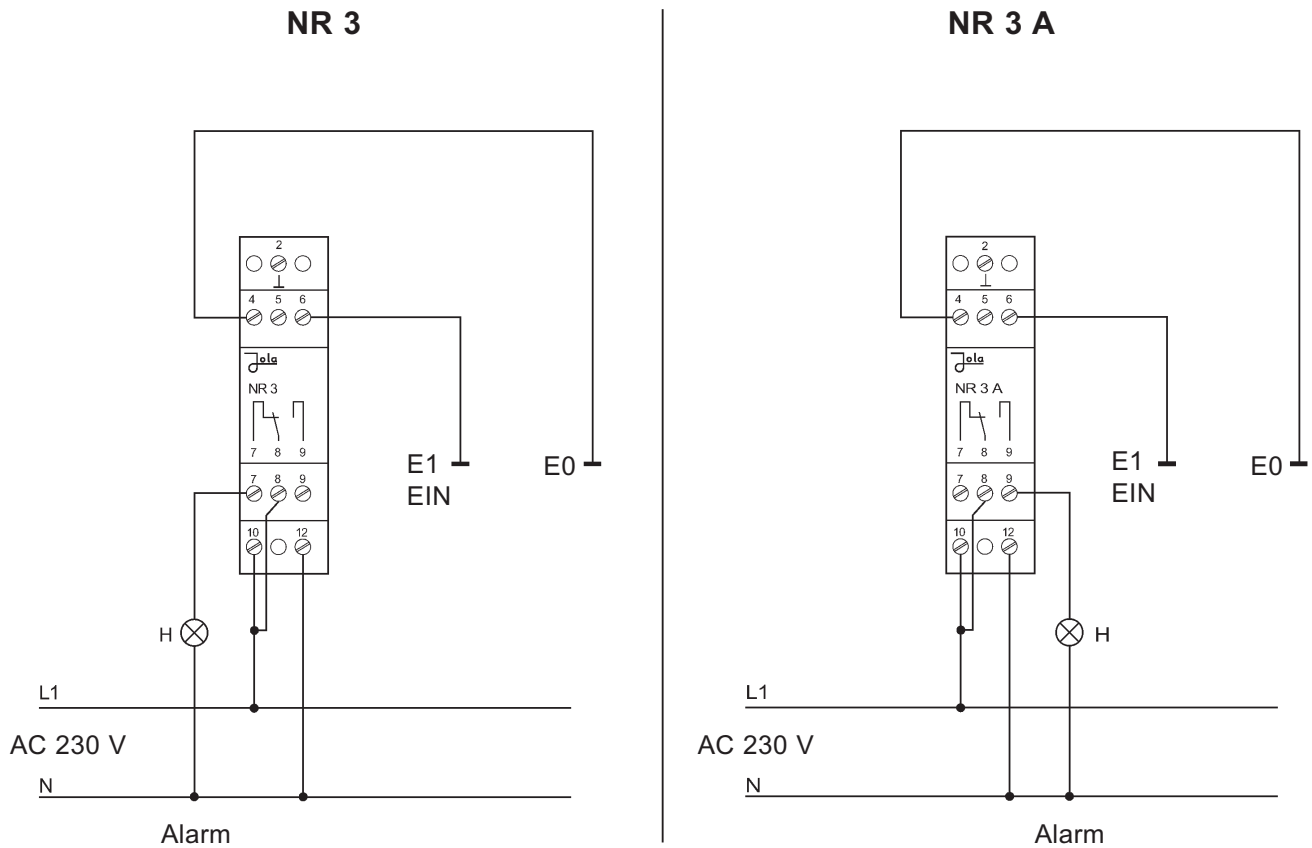 NR 3
2
4 5 6
Jola
NR 3
7 8 9
7 8 9
10 12
E1
EIN
E0
H
L1
AC 230 V
N
Alarm
NR 3 A
2
4 5 6
Jola
NR 3 A
7 8 9
7 8 9
10 12
E1
EIN
E0
H
L1
AC 230 V
N
Alarm